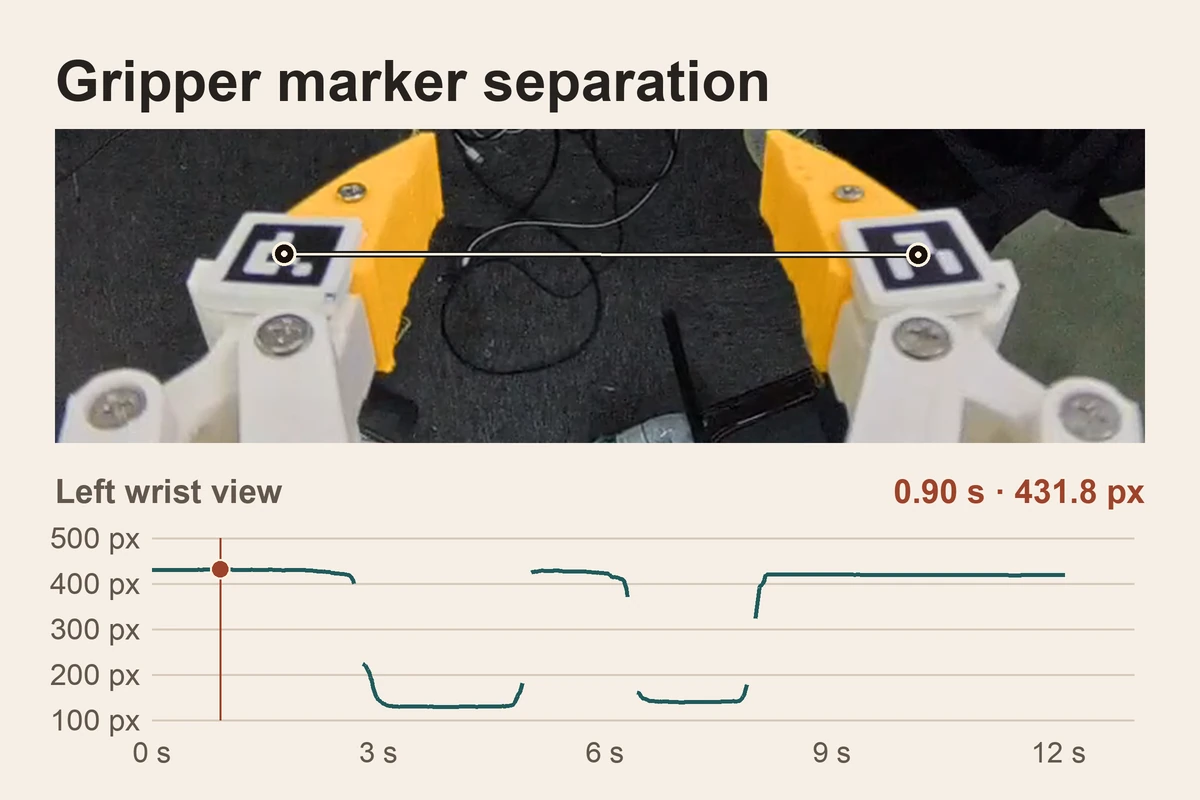 Gripper marker separation
Left wrist view
0.90 s · 431.8 px
500 px
400 px
300 px
200 px
100 px
0 s
3 s
6 s
9 s
12 s